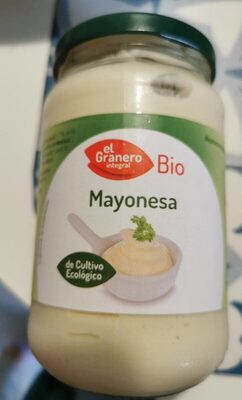 el
Granero
integral
Bio
Mayonesa
de Cultivo
Ecológico